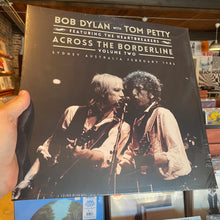 BOB DYLAN WITH TOM PETTY
FEATURING THE HEARTBREAKERS
ACROSS THE BORDERLINE
VOLUME TWO
SYDNEY AUSTRALIA FEBRUARY 1986